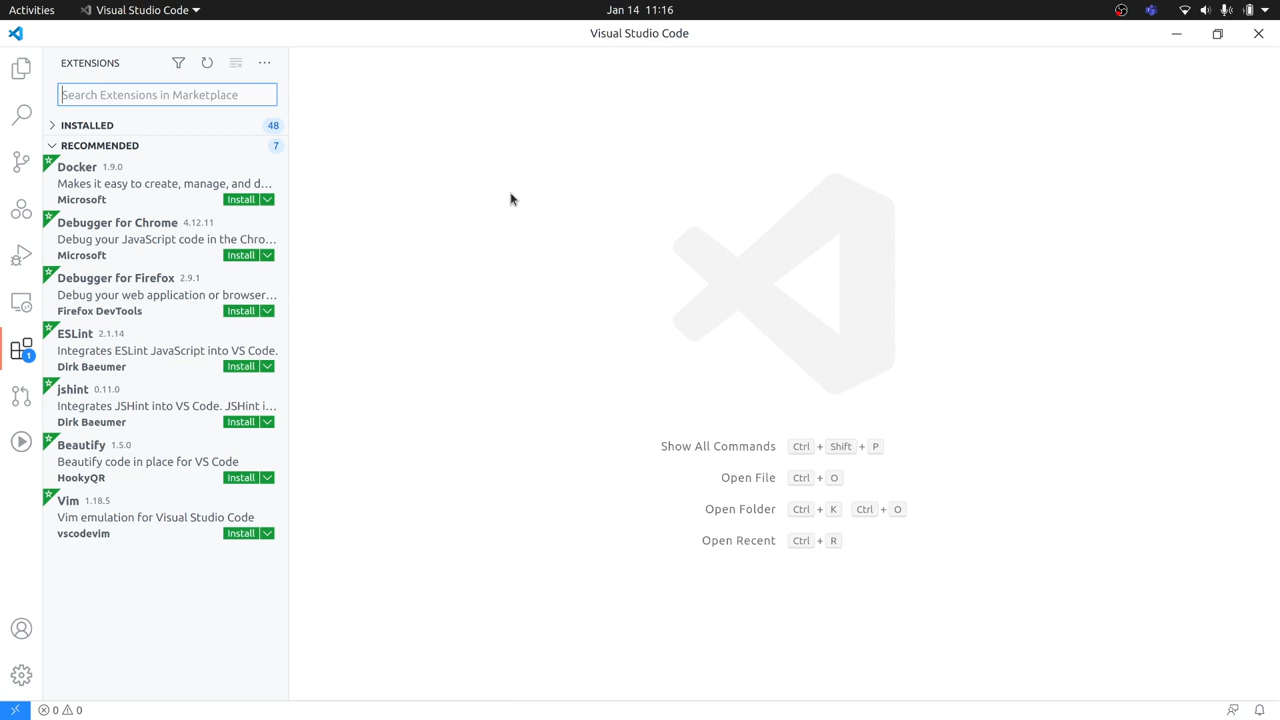 Activities Visual Studio Code Jan 14 11:16
Visual Studio Code
EXTENSIONS
Search Extensions in Marketplace
INSTALLED 48
RECOMMENDED 7
Docker 1.9.0
Makes it easy to create, manage, and d...
Microsoft Install
Debugger for Chrome 4.12.11
Debug your JavaScript code in the Chro...
Microsoft Install
Debugger for Firefox 2.9.1
Debug your web application or browser...
Firefox DevTools Install
ESLint 2.1.14
Integrates ESLint JavaScript into VS Code.
Dirk Baeumer Install
1
jshint 0.11.0
Integrates JSHint into VS Code. JSHint i...
Dirk Baeumer Install
Beautify 1.5.0
Beautify code in place for VS Code
HookyQR Install
Vim 1.18.5
Vim emulation for Visual Studio Code
vscodevim Install
Show All Commands Ctrl + Shift + P
Open File Ctrl + O
Open Folder Ctrl + K Ctrl + O
Open Recent Ctrl + R
0 0